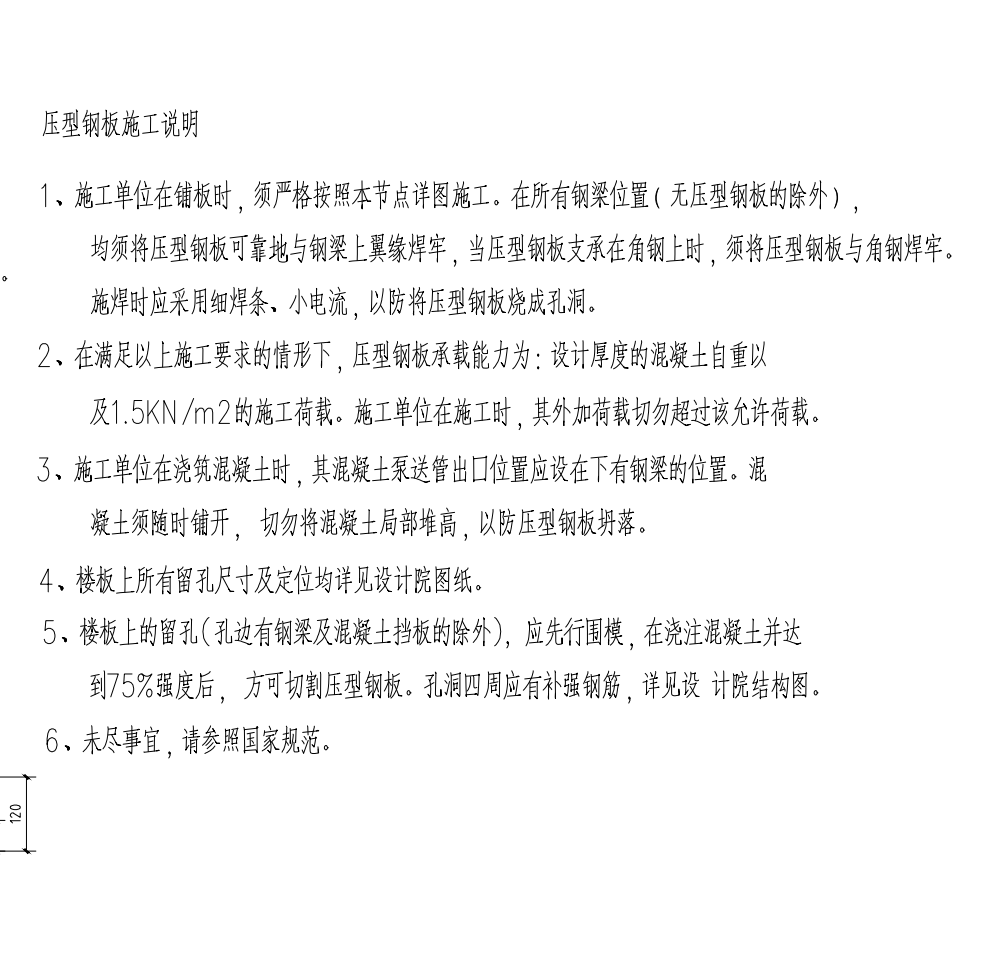 压型钢板施工说明
1、施工单位在铺板时,须严格按照本节点详图施工。在所有钢梁位置(无压型钢板的除外),
均须将压型钢板可靠地与钢梁上翼缘焊牢,当压型钢板支承在角钢上时,须将压型钢板与角钢焊牢。
。
施焊时应采用细焊条、小电流,以防将压型钢板烧成孔洞。
2、在满足以上施工要求的情形下,压型钢板承载能力为:设计厚度的混凝土自重以
及1.5KN/m2的施工荷载。施工单位在施工时,其外加荷载切勿超过该允许荷载。
3、施工单位在浇筑混凝土时,其混凝土泵送管出口位置应设在下有钢梁的位置。混
凝土须随时铺开, 切勿将混凝土局部堆高,以防压型钢板坍落。
4、楼板上所有留孔尺寸及定位均详见设计院图纸。
5、楼板上的留孔(孔边有钢梁及混凝土挡板的除外), 应先行围模,在浇注混凝土并达
到75%强度后, 方可切割压型钢板。孔洞四周应有补强钢筋,详见设 计院结构图。
6、未尽事宜,请参照国家规范。
120